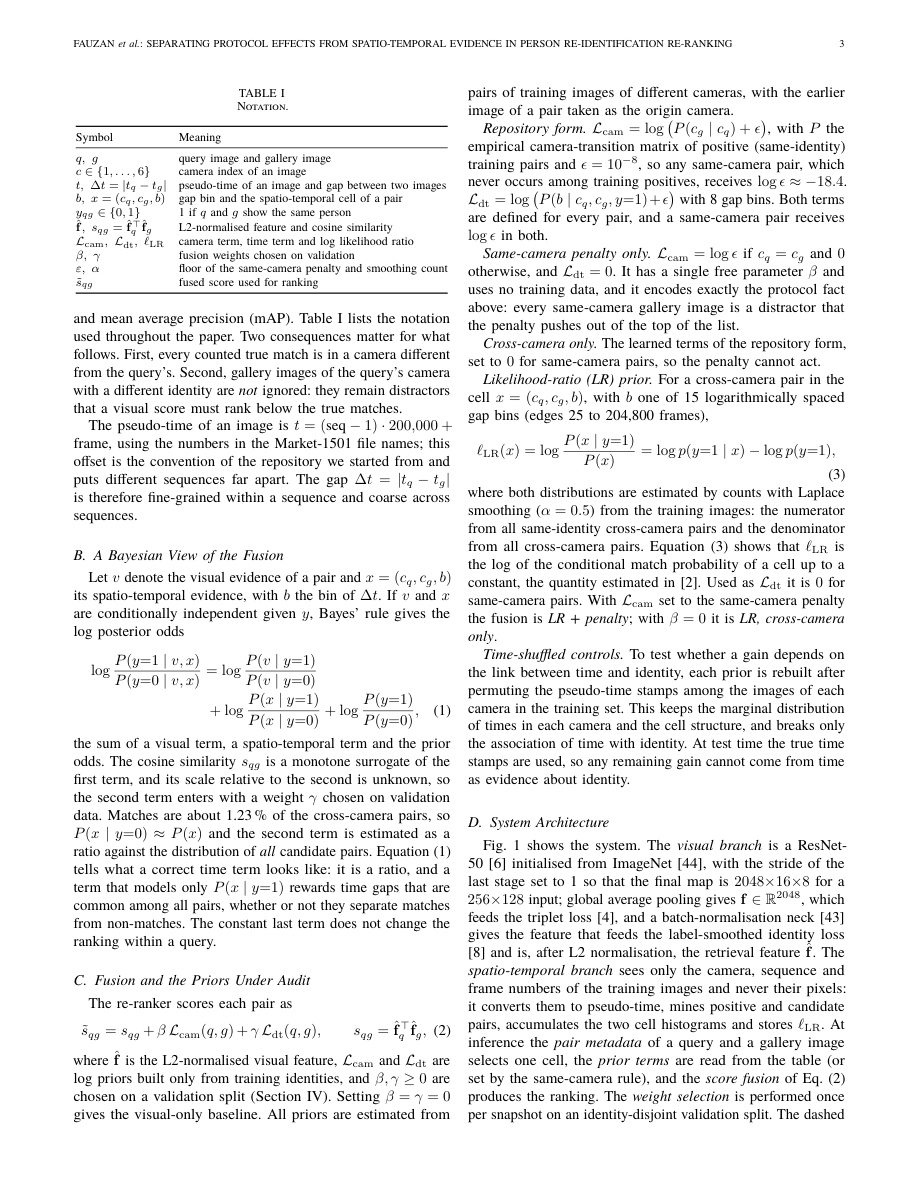 FAUZAN et al.: SEPARATING PROTOCOL EFFECTS FROM SPATIO-TEMPORAL EVIDENCE IN PERSON RE-IDENTIFICATION RE-RANKING 3
TABLE I
NOTATION.
Symbol Meaning
q, g query image and gallery image
c ∈ {1, . . . , 6} camera index of an image
t, Δt = |t_q − t_g| pseudo-time of an image and gap between two images
b, x = (c_q, c_g, b) gap bin and the spatio-temporal cell of a pair
y_{qg} ∈ {0, 1} 1 if q and g show the same person
f̂, s_{qg} = f̂_q^⊤ f̂_g L2-normalised feature and cosine similarity
ℒ_cam, ℒ_dt, ℓ_LR camera term, time term and log likelihood ratio
β, γ fusion weights chosen on validation
ε, α floor of the same-camera penalty and smoothing count
s̃_{qg} fused score used for ranking
and mean average precision (mAP). Table I lists the notation
used throughout the paper. Two consequences matter for what
follows. First, every counted true match is in a camera different
from the query's. Second, gallery images of the query's camera
with a different identity are not ignored: they remain distractors
that a visual score must rank below the true matches.
The pseudo-time of an image is t = (seq − 1) · 200,000 +
frame, using the numbers in the Market-1501 file names; this
offset is the convention of the repository we started from and
puts different sequences far apart. The gap Δt = |t_q − t_g|
is therefore fine-grained within a sequence and coarse across
sequences.
B. A Bayesian View of the Fusion
Let v denote the visual evidence of a pair and x = (c_q, c_g, b)
its spatio-temporal evidence, with b the bin of Δt. If v and x
are conditionally independent given y, Bayes' rule gives the
log posterior odds
log P(y=1 | v, x) / P(y=0 | v, x) = log P(v | y=1) / P(v | y=0)
+ log P(x | y=1) / P(x | y=0) + log P(y=1) / P(y=0), (1)
the sum of a visual term, a spatio-temporal term and the prior
odds. The cosine similarity s_{qg} is a monotone surrogate of the
first term, and its scale relative to the second is unknown, so
the second term enters with a weight γ chosen on validation
data. Matches are about 1.23 % of the cross-camera pairs, so
P(x | y=0) ≈ P(x) and the second term is estimated as a
ratio against the distribution of all candidate pairs. Equation (1)
tells what a correct time term looks like: it is a ratio, and a
term that models only P(x | y=1) rewards time gaps that are
common among all pairs, whether or not they separate matches
from non-matches. The constant last term does not change the
ranking within a query.
C. Fusion and the Priors Under Audit
The re-ranker scores each pair as
s̃_{qg} = s_{qg} + β ℒ_cam(q, g) + γ ℒ_dt(q, g), s_{qg} = f̂_q^⊤ f̂_g, (2)
where f̂ is the L2-normalised visual feature, ℒ_cam and ℒ_dt are
log priors built only from training identities, and β, γ ≥ 0 are
chosen on a validation split (Section IV). Setting β = γ = 0
gives the visual-only baseline. All priors are estimated from
pairs of training images of different cameras, with the earlier
image of a pair taken as the origin camera.
Repository form. ℒ_cam = log (P(c_g | c_q) + ϵ), with P the
empirical camera-transition matrix of positive (same-identity)
training pairs and ϵ = 10^{−8}, so any same-camera pair, which
never occurs among training positives, receives log ϵ ≈ −18.4.
ℒ_dt = log (P(b | c_q, c_g, y=1) + ϵ) with 8 gap bins. Both terms
are defined for every pair, and a same-camera pair receives
log ϵ in both.
Same-camera penalty only. ℒ_cam = log ϵ if c_q = c_g and 0
otherwise, and ℒ_dt = 0. It has a single free parameter β and
uses no training data, and it encodes exactly the protocol fact
above: every same-camera gallery image is a distractor that
the penalty pushes out of the top of the list.
Cross-camera only. The learned terms of the repository form,
set to 0 for same-camera pairs, so the penalty cannot act.
Likelihood-ratio (LR) prior. For a cross-camera pair in the
cell x = (c_q, c_g, b), with b one of 15 logarithmically spaced
gap bins (edges 25 to 204,800 frames),
ℓ_LR(x) = log P(x | y=1) / P(x) = log p(y=1 | x) − log p(y=1),
(3)
where both distributions are estimated by counts with Laplace
smoothing (α = 0.5) from the training images: the numerator
from all same-identity cross-camera pairs and the denominator
from all cross-camera pairs. Equation (3) shows that ℓ_LR is
the log of the conditional match probability of a cell up to a
constant, the quantity estimated in [2]. Used as ℒ_dt it is 0 for
same-camera pairs. With ℒ_cam set to the same-camera penalty
the fusion is LR + penalty; with β = 0 it is LR, cross-camera
only.
Time-shuffled controls. To test whether a gain depends on
the link between time and identity, each prior is rebuilt after
permuting the pseudo-time stamps among the images of each
camera in the training set. This keeps the marginal distribution
of times in each camera and the cell structure, and breaks only
the association of time with identity. At test time the true time
stamps are used, so any remaining gain cannot come from time
as evidence about identity.
D. System Architecture
Fig. 1 shows the system. The visual branch is a ResNet-
50 [6] initialised from ImageNet [44], with the stride of the
last stage set to 1 so that the final map is 2048×16×8 for a
256×128 input; global average pooling gives f ∈ ℝ^{2048}, which
feeds the triplet loss [4], and a batch-normalisation neck [43]
gives the feature that feeds the label-smoothed identity loss
[8] and is, after L2 normalisation, the retrieval feature f̂. The
spatio-temporal branch sees only the camera, sequence and
frame numbers of the training images and never their pixels:
it converts them to pseudo-time, mines positive and candidate
pairs, accumulates the two cell histograms and stores ℓ_LR. At
inference the pair metadata of a query and a gallery image
selects one cell, the prior terms are read from the table (or
set by the same-camera rule), and the score fusion of Eq. (2)
produces the ranking. The weight selection is performed once
per snapshot on an identity-disjoint validation split. The dashed